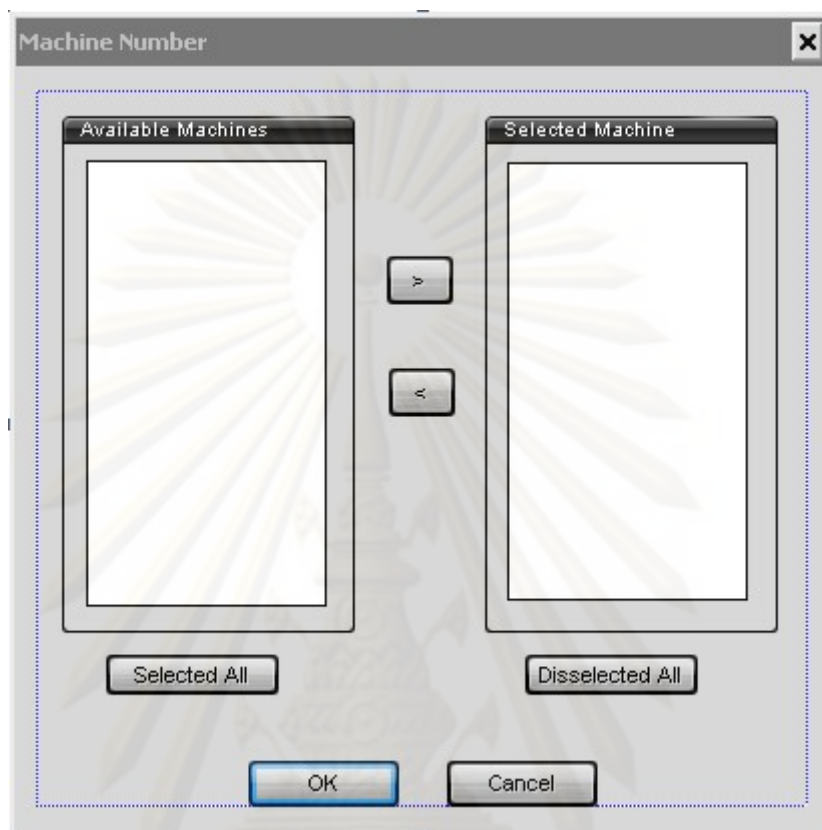 Machine Number
Available Machines
Selected Machine
>
<
Selected All
Disselected All
OK
Cancel